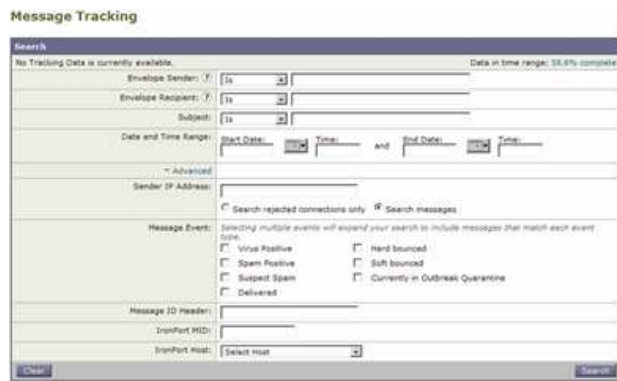 Message Tracking
Search
No Tracking Data is currently available. Data in time range: 58.6% complete
Envelope Sender: (?) Is
Envelope Recipient: (?) Is
Subject: Is
Date and Time Range: Start Date: Time: and End Date: Time:
Advanced
Sender IP Address:
Search rejected connections only Search messages
Message Event: Selecting multiple events will expand your search to include messages that match each event
type.
Virus Positive Hard bounced
Spam Positive Soft bounced
Suspect Spam Currently in Outbreak Quarantine
Delivered
Message ID Header:
IronPort MID:
IronPort Host: Select Host
Clear Search